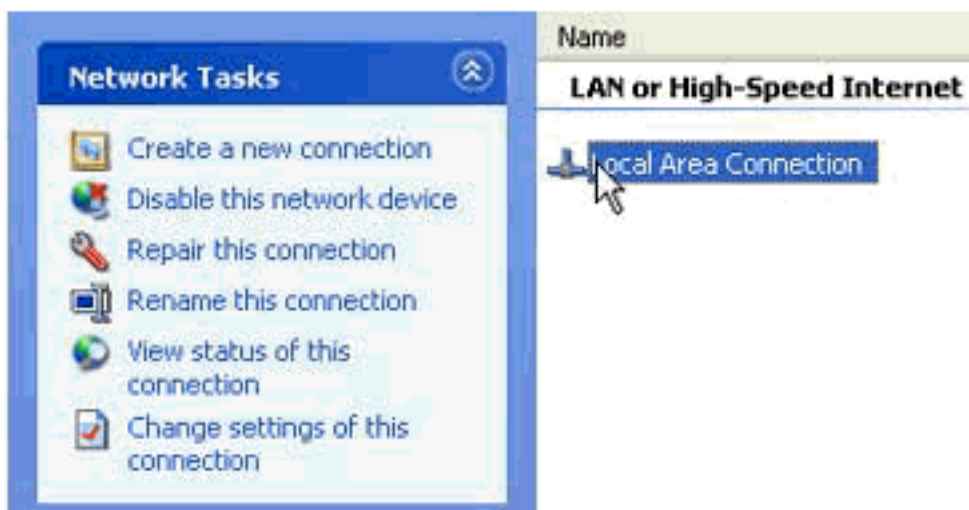 Network Tasks
Create a new connection
Disable this network device
Repair this connection
Rename this connection
View status of this
connection
Change settings of this
connection
Name
LAN or High-Speed Internet
Local Area Connection